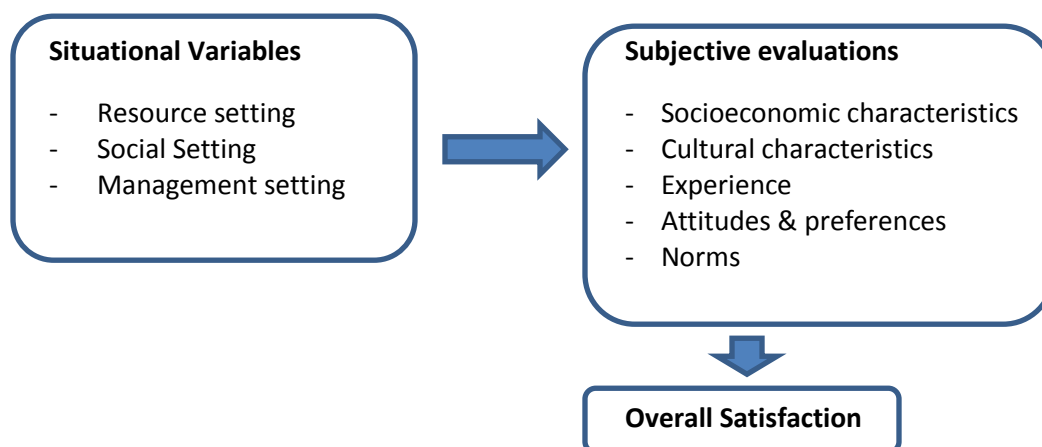 Situational Variables
- Resource setting
- Social Setting
- Management setting
Subjective evaluations
- Socioeconomic characteristics
- Cultural characteristics
- Experience
- Attitudes & preferences
- Norms
Overall Satisfaction